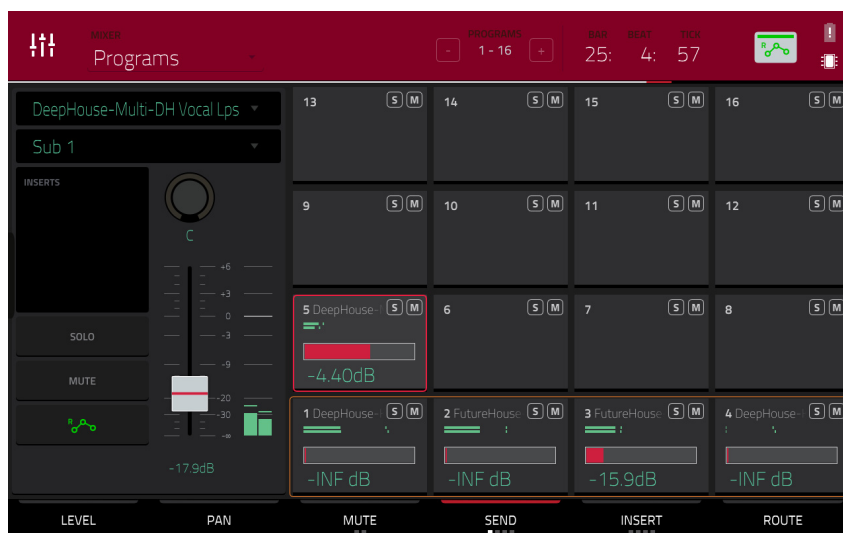 MIXER
Programs
PROGRAMS
- 1 - 16 +
BAR BEAT TICK
25: 4: 57
R
!
DeepHouse-Multi-DH Vocal Lps
Sub 1
INSERTS
C
+6
+3
0
-3
-9
-20
-30
-∞
SOLO
MUTE
R
-17.9dB
13 S M
14 S M
15 S M
16 S M
9 S M
10 S M
11 S M
12 S M
5 DeepHouse- S M
-4.40dB
6 S M
7 S M
8 S M
1 DeepHouse- S M
-INF dB
2 FutureHouse S M
-INF dB
3 FutureHouse S M
-15.9dB
4 DeepHouse- S M
-INF dB
LEVEL PAN MUTE SEND INSERT ROUTE